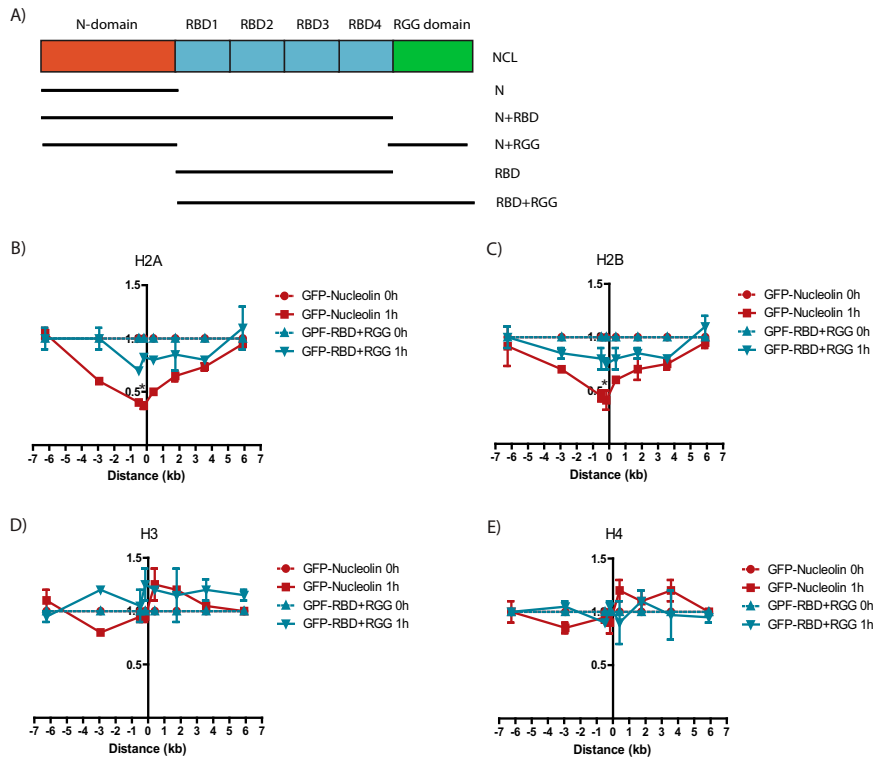 A)
N-domain RBD1 RBD2 RBD3 RBD4 RGG domain
NCL
N
N+RBD
N+RGG
RBD
RBD+RGG
B)
H2A
1.5
1.0
0.5
*
-7 -6 -5 -4 -3 -2 -1 0 1 2 3 4 5 6 7
Distance (kb)
GFP-Nucleolin 0h
GFP-Nucleolin 1h
GPF-RBD+RGG 0h
GFP-RBD+RGG 1h
C)
H2B
1.5
1.0
0.5
*
-7 -6 -5 -4 -3 -2 -1 0 1 2 3 4 5 6 7
Distance (kb)
GFP-Nucleolin 0h
GFP-Nucleolin 1h
GPF-RBD+RGG 0h
GFP-RBD+RGG 1h
D)
H3
1.5
1.0
0.5
-7 -6 -5 -4 -3 -2 -1 0 1 2 3 4 5 6 7
Distance (kb)
GFP-Nucleolin 0h
GFP-Nucleolin 1h
GPF-RBD+RGG 0h
GFP-RBD+RGG 1h
E)
H4
1.5
1.0
0.5
-7 -6 -5 -4 -3 -2 -1 0 1 2 3 4 5 6 7
Distance (kb)
GFP-Nucleolin 0h
GFP-Nucleolin 1h
GPF-RBD+RGG 0h
GFP-RBD+RGG 1h